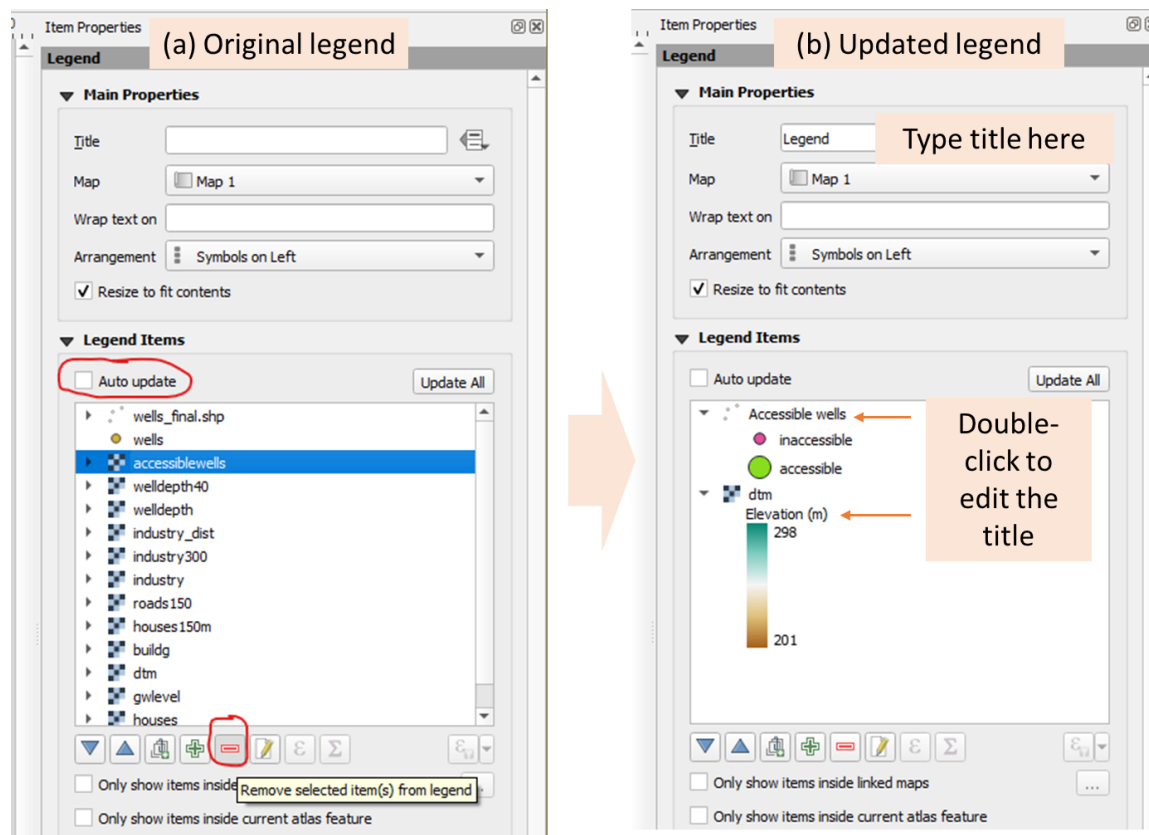 Item Properties
(a) Original legend
Legend
Main Properties
Title
Map
Map 1
Wrap text on
Arrangement
Symbols on Left
Resize to fit contents
Legend Items
Auto update
Update All
wells_final.shp
wells
accessiblewells
welldepth40
welldepth
industry_dist
industry300
industry
roads150
houses150m
buildg
dtm
gwlevel
houses
ε
Σ
ε
Only show items inside
Remove selected item(s) from legend
Only show items inside current atlas feature
Item Properties
(b) Updated legend
Legend
Main Properties
Title
Legend
Type title here
Map
Map 1
Wrap text on
Arrangement
Symbols on Left
Resize to fit contents
Legend Items
Auto update
Update All
Accessible wells
inaccessible
accessible
dtm
Elevation (m)
298
201
Double-
click to
edit the
title
ε
Σ
ε
Only show items inside linked maps
...
Only show items inside current atlas feature